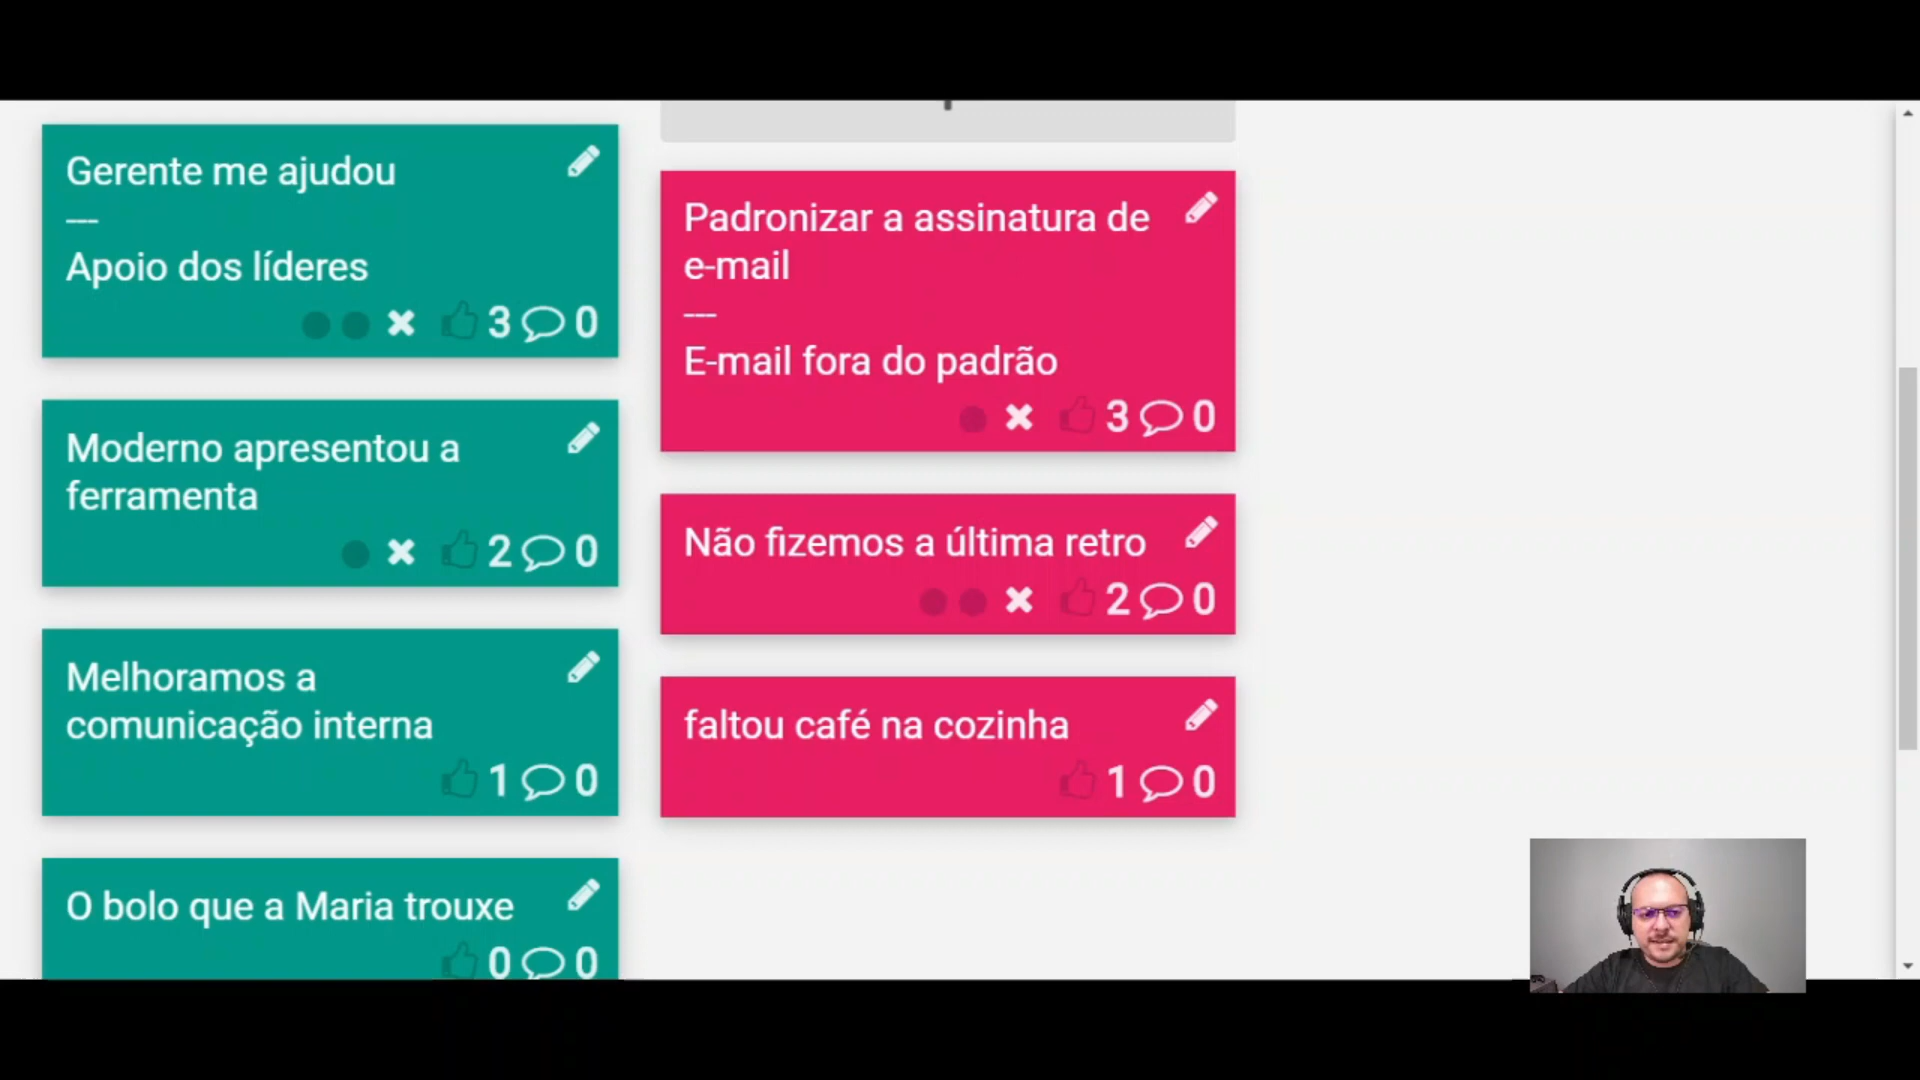 Gerente me ajudou
---
Apoio dos líderes
3 0
Moderno apresentou a
ferramenta
2 0
Melhoramos a
comunicação interna
1 0
O bolo que a Maria trouxe
0 0
Padronizar a assinatura de
e-mail
---
E-mail fora do padrão
3 0
Não fizemos a última retro
2 0
faltou café na cozinha
1 0